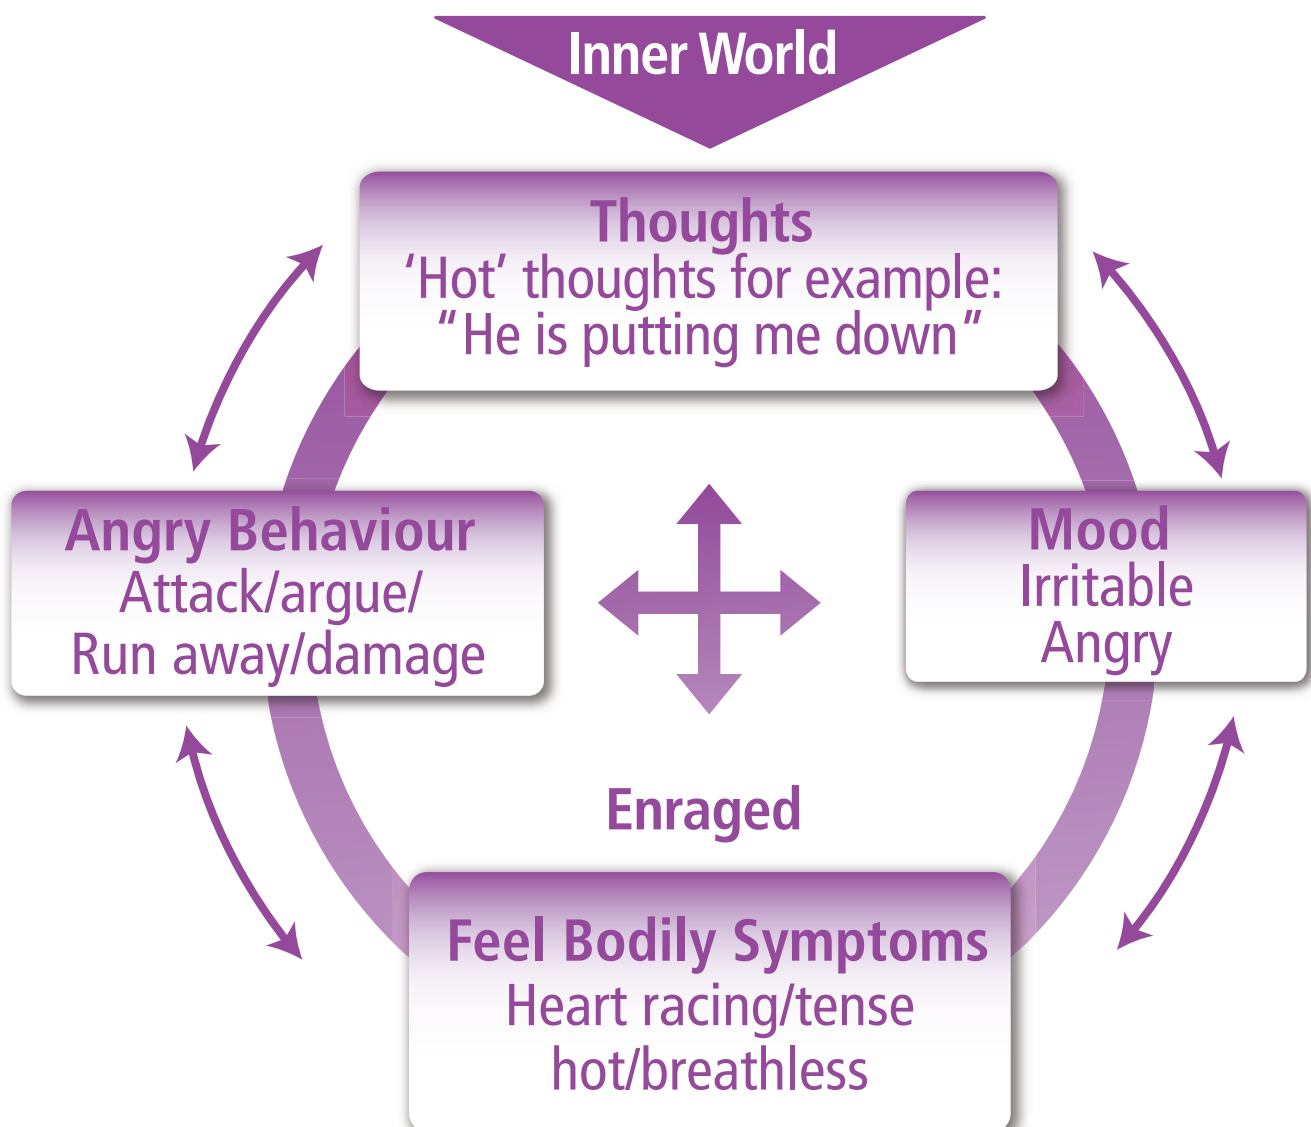 Inner World
Thoughts
'Hot' thoughts for example:
"He is putting me down"
Angry Behaviour
Attack/argue/
Run away/damage
Mood
Irritable
Angry
Enraged
Feel Bodily Symptoms
Heart racing/tense
hot/breathless